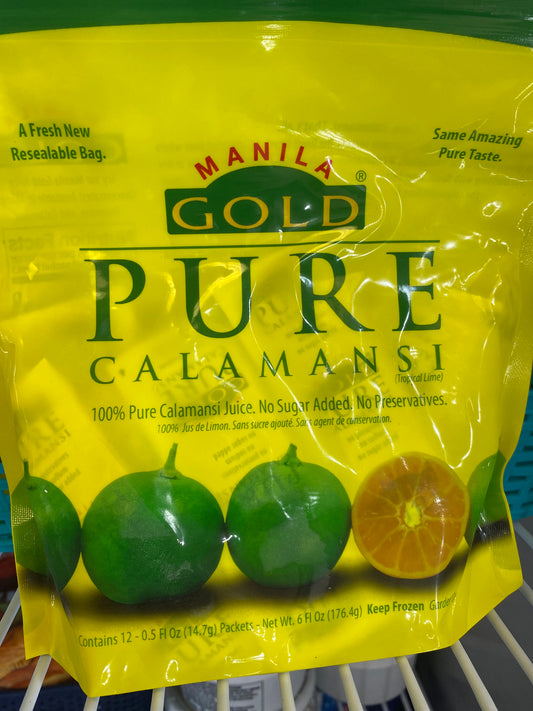 A Fresh New
Resealable Bag.
Same Amazing
Pure Taste.
MANILA
GOLD®
PURE
CALAMANSI
(Tropical Lime)
100% Pure Calamansi Juice. No Sugar Added. No Preservatives.
100% Jus de Limon. Sans sucre ajouté. Sans agent de conservation.
Contains 12 - 0.5 Fl Oz (14.7g) Packets - Net Wt. 6 Fl Oz (176.4g) Keep Frozen